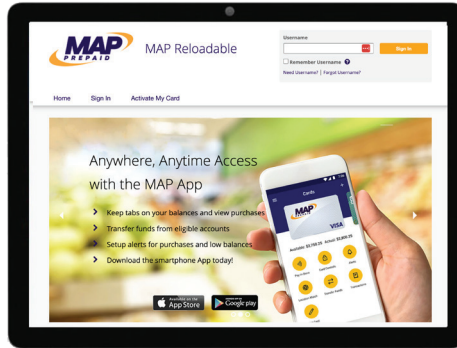 MAP
PREPAID
MAP Reloadable
Username
Sign In
Remember Username
Need Username? | Forgot Username?
Home Sign In Activate My Card
Anywhere, Anytime Access
with the MAP App
Keep tabs on your balances and view purchases
Transfer funds from eligible accounts
Setup alerts for purchases and low balances
Download the smartphone App today!
Available on the
App Store
Google play
Cards
MAP
VISA